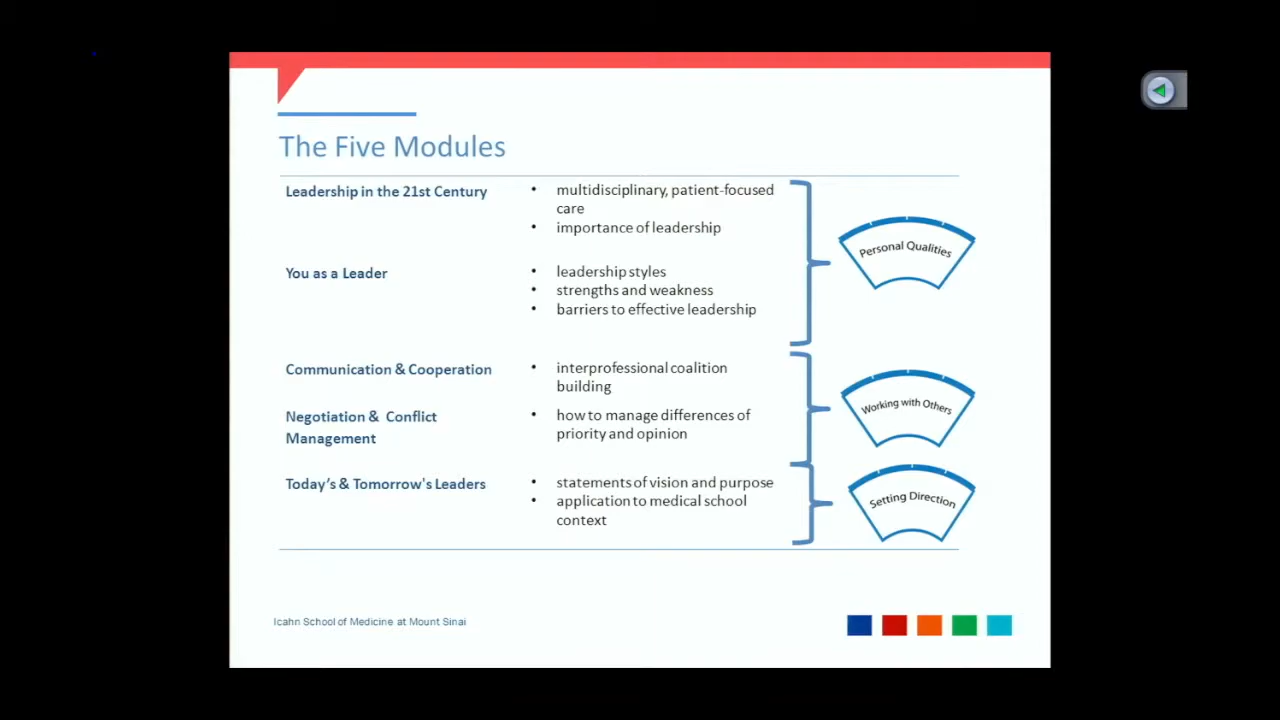 The Five Modules
Leadership in the 21st Century
• multidisciplinary, patient-focused
care
• importance of leadership
Personal Qualities
You as a Leader
• leadership styles
• strengths and weakness
• barriers to effective leadership
Communication & Cooperation
• interprofessional coalition
building
Working with Others
Negotiation & Conflict
Management
• how to manage differences of
priority and opinion
Today's & Tomorrow's Leaders
• statements of vision and purpose
• application to medical school
context
Setting Direction
Icahn School of Medicine at Mount Sinai